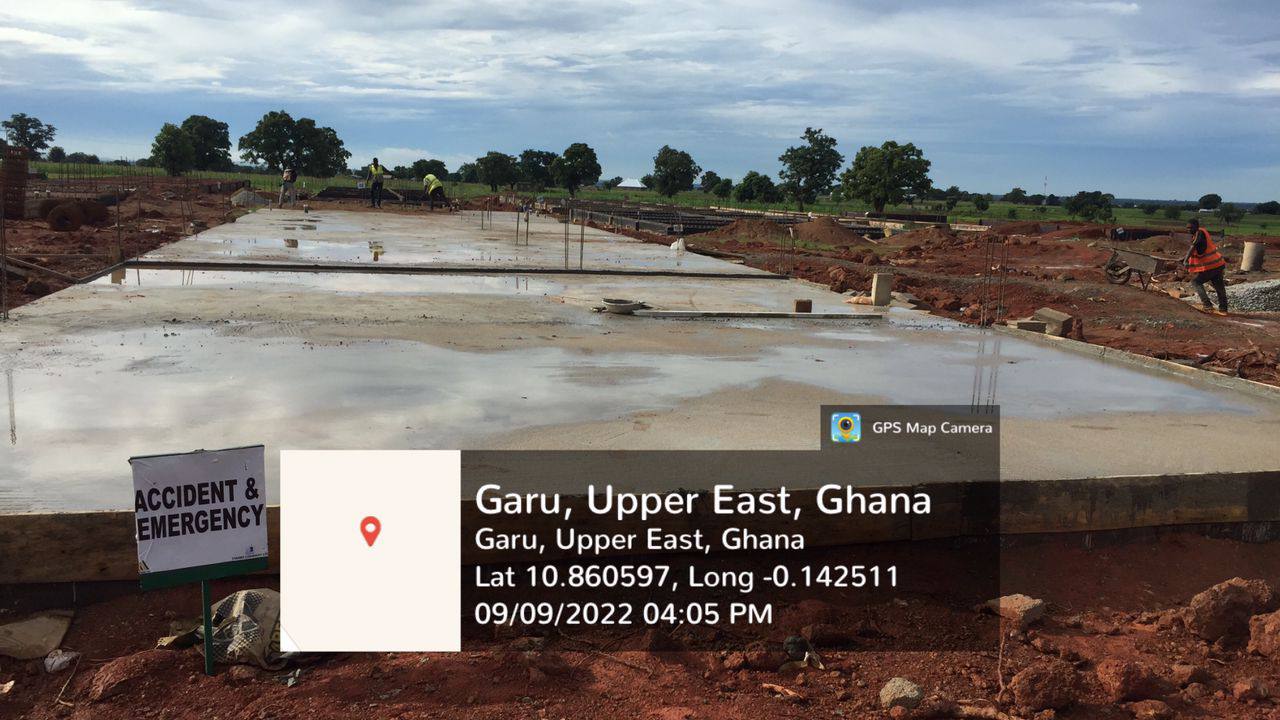 GPS Map Camera
ACCIDENT &
EMERGENCY
Garu, Upper East, Ghana
Garu, Upper East, Ghana
Lat 10.860597, Long -0.142511
09/09/2022 04:05 PM